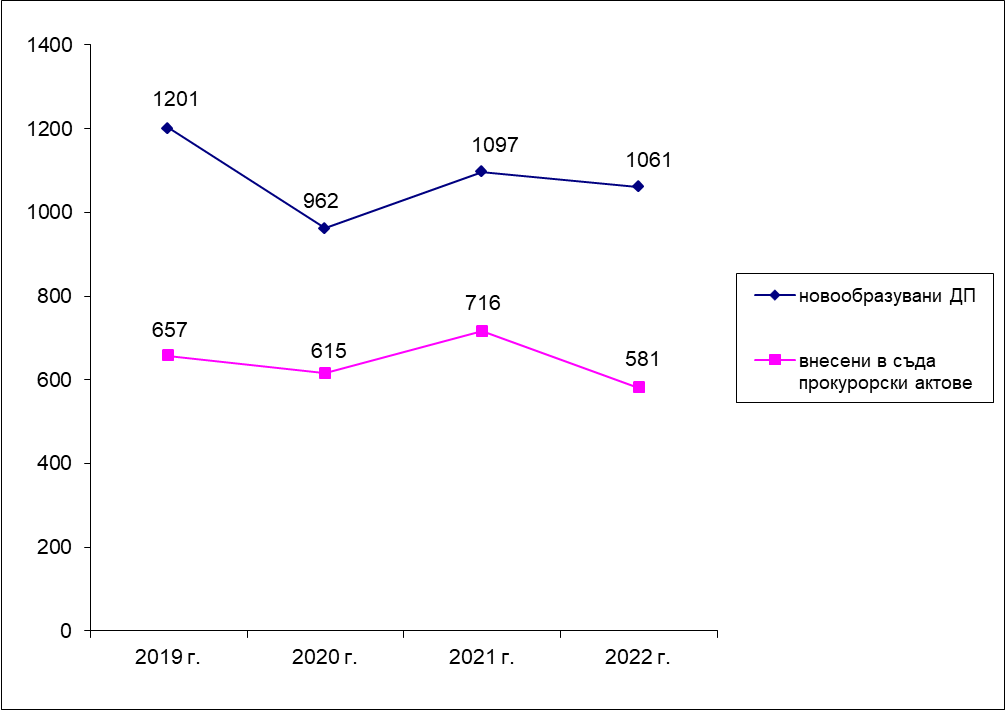 1400
1200
1000
800
600
400
200
0
1201
962
1097
1061
657
615
716
581
2019 г.
2020 г.
2021 г.
2022 г.
новообразувани ДП
внесени в съда
прокурорски актове